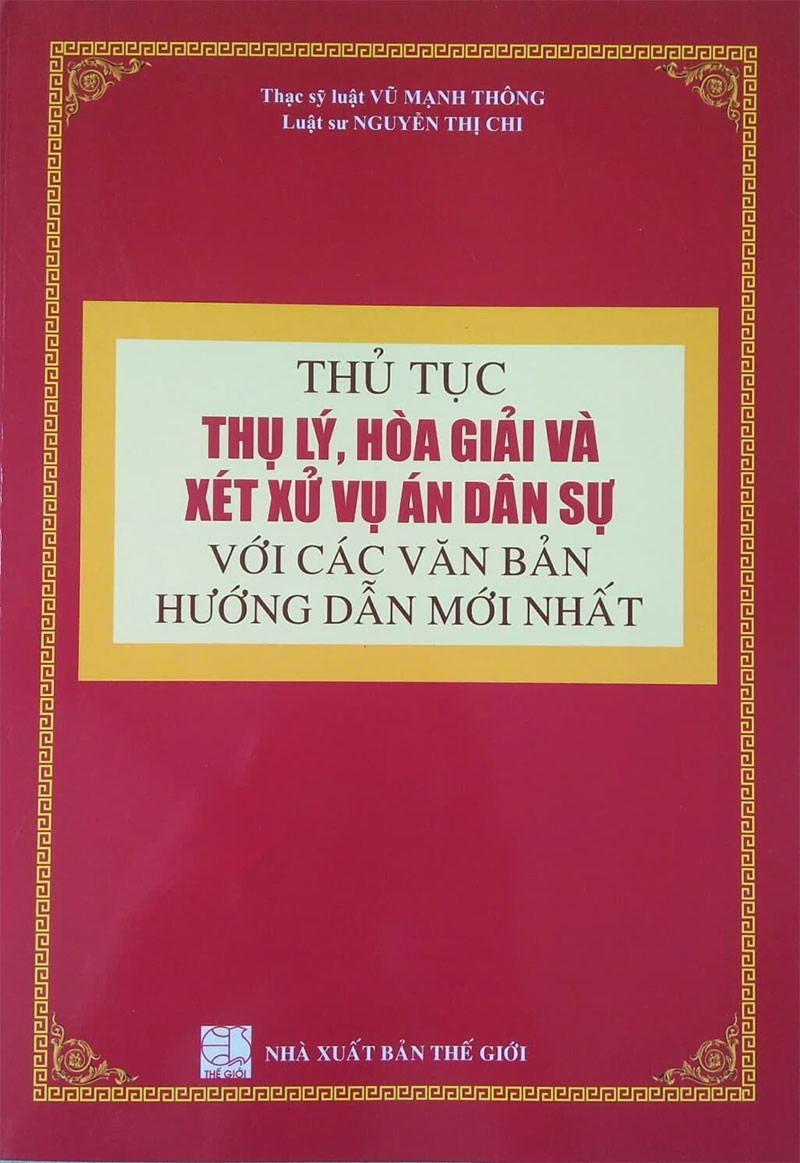 Thạc sỹ luật VŨ MẠNH THÔNG
Luật sư NGUYỄN THỊ CHI
THỦ TỤC
THỤ LÝ, HÒA GIẢI VÀ
XÉT XỬ VỤ ÁN DÂN SỰ
VỚI CÁC VĂN BẢN
HƯỚNG DẪN MỚI NHẤT
THẾ GIỚI
NHÀ XUẤT BẢN THẾ GIỚI